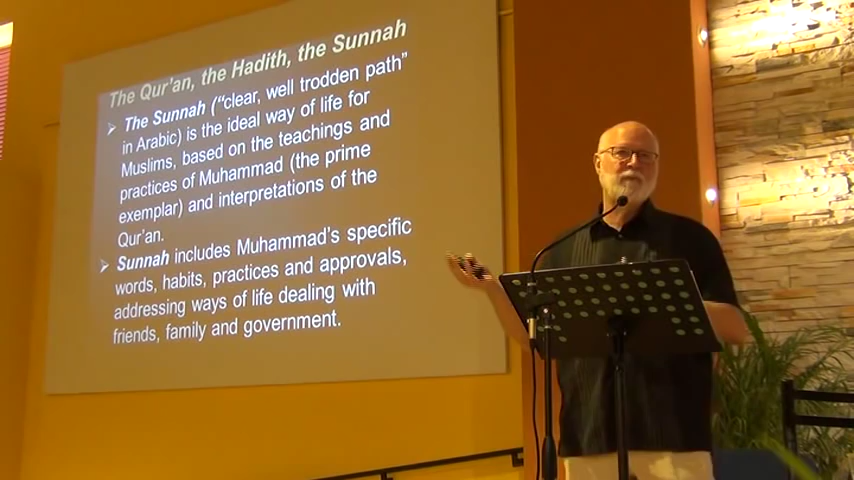 The Qur'an, the Hadith, the Sunnah
The Sunnah ("clear, well trodden path"
in Arabic) is the ideal way of life for
Muslims, based on the teachings and
practices of Muhammad (the prime
exemplar) and interpretations of the
Qur'an.
Sunnah includes Muhammad's specific
words, habits, practices and approvals,
addressing ways of life dealing with
friends, family and government.